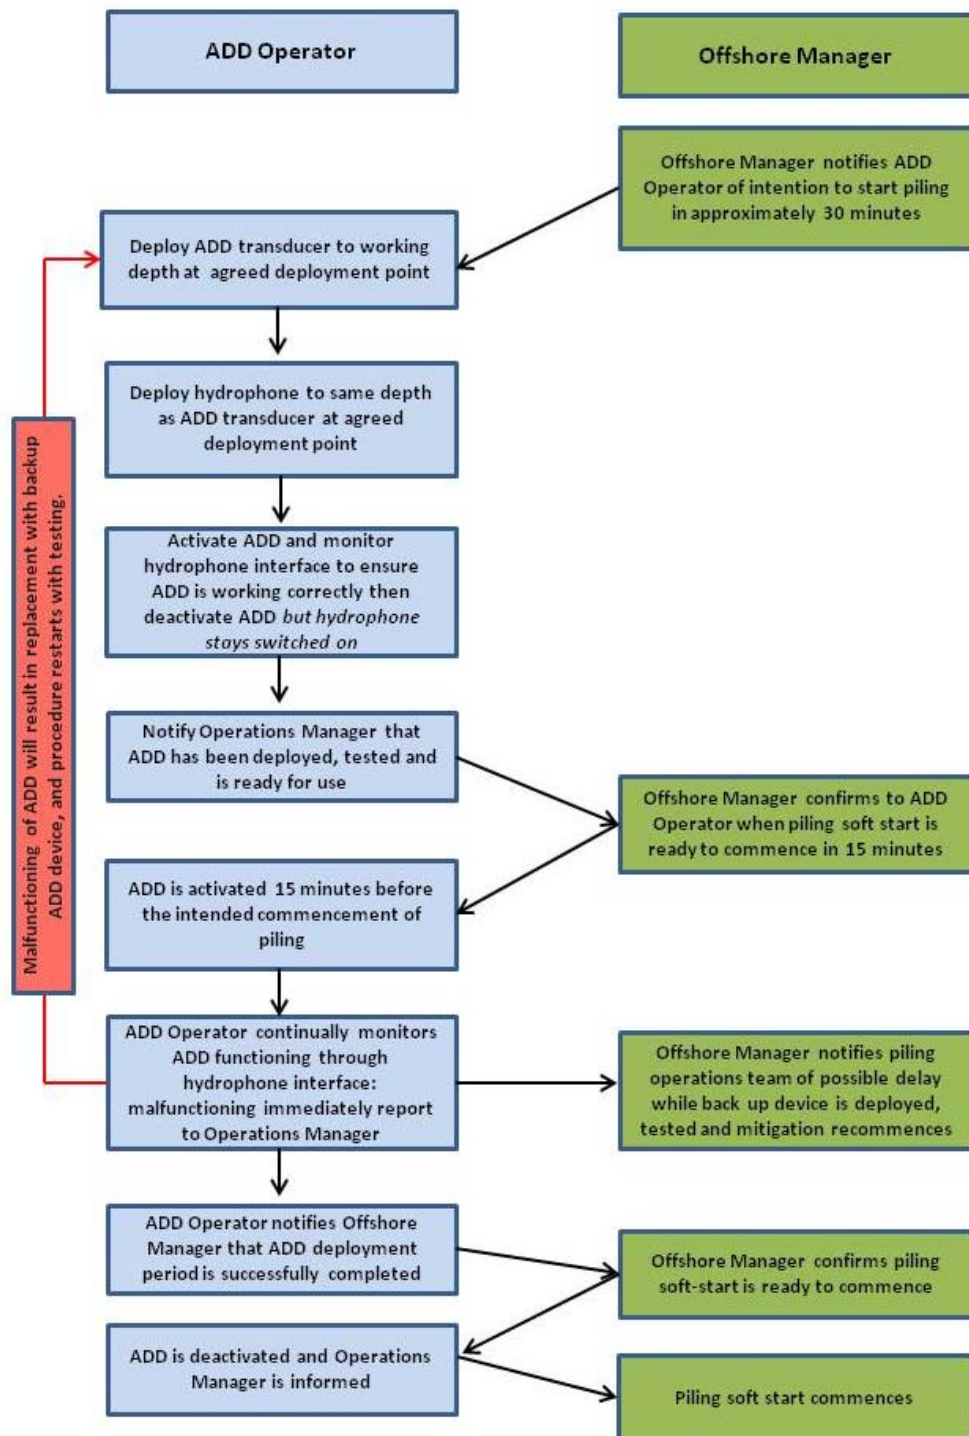 ADD Operator
Offshore Manager
Offshore Manager notifies ADD
Operator of intention to start piling
in approximately 30 minutes
Deploy ADD transducer to working
depth at agreed deployment point
Deploy hydrophone to same depth
as ADD transducer at agreed
deployment point
Activate ADD and monitor
hydrophone interface to ensure
ADD is working correctly then
deactivate ADD but hydrophone
stays switched on
Notify Operations Manager that
ADD has been deployed, tested and
is ready for use
Offshore Manager confirms to ADD
Operator when piling soft start is
ready to commence in 15 minutes
ADD is activated 15 minutes before
the intended commencement of
piling
ADD Operator continually monitors
ADD functioning through
hydrophone interface:
malfunctioning immediately report
to Operations Manager
Offshore Manager notifies piling
operations team of possible delay
while back up device is deployed,
tested and mitigation recommences
Malfunctioning of ADD will result in replacement with backup
ADD device, and procedure restarts with testing.
ADD Operator notifies Offshore
Manager that ADD deployment
period is successfully completed
Offshore Manager confirms piling
soft-start is ready to commence
ADD is deactivated and Operations
Manager is informed
Piling soft start commences